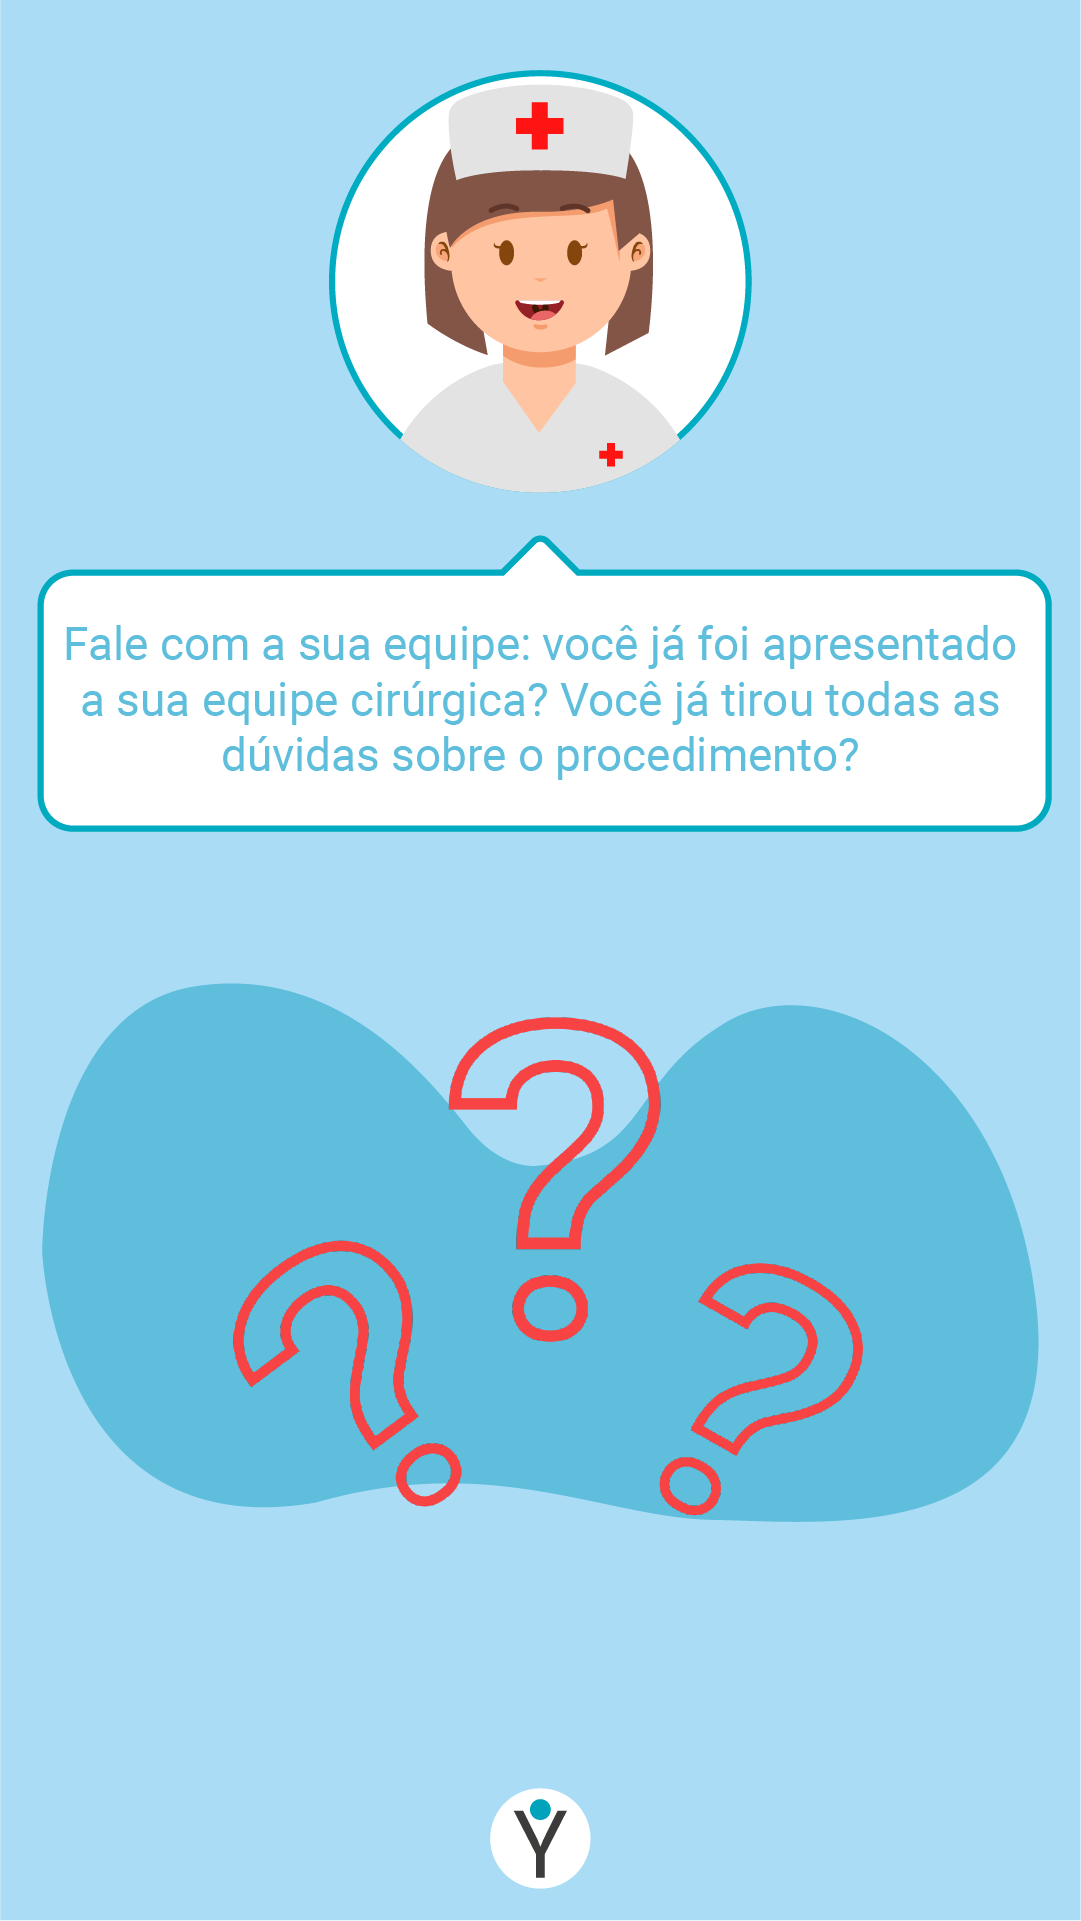 Fale com a sua equipe: você já foi apresentado
a sua equipe cirúrgica? Você já tirou todas as
dúvidas sobre o procedimento?
?
? ?
Y